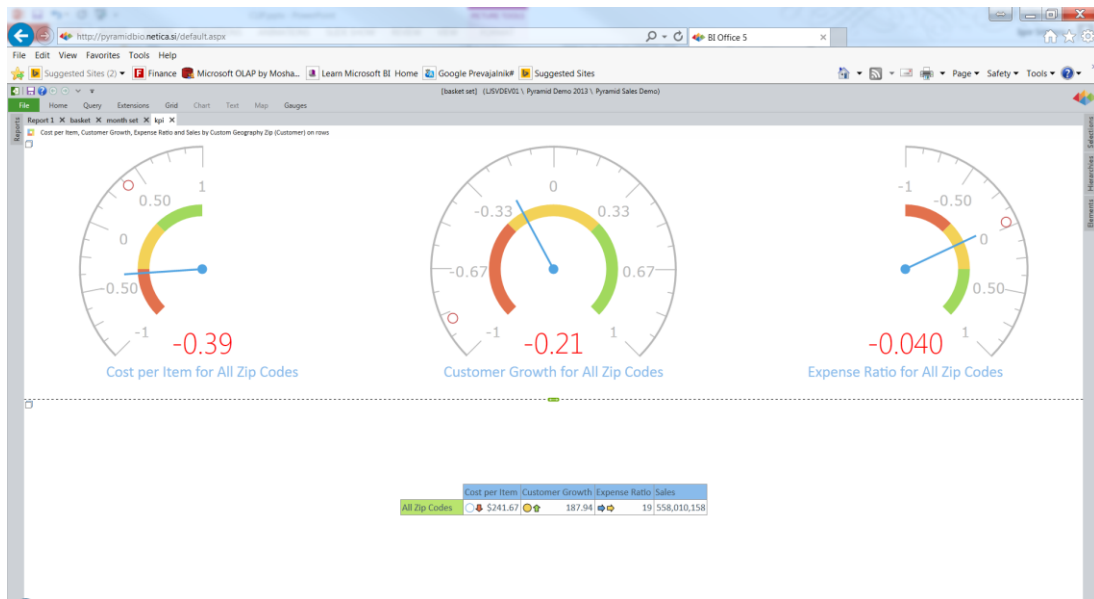 http://pyramidbio.netica.si/default.aspx
BI Office 5
File Edit View Favorites Tools Help
Suggested Sites (2) Finance Microsoft OLAP by Mosha... Learn Microsoft BI Home Google Prevajalnik# Suggested Sites Page Safety Tools
[basket set] (LJSVDEV01 \ Pyramid Demo 2013 \ Pyramid Sales Demo)
File Home Query Extensions Grid Chart Text Map Gauges
Reports
Report 1 basket month set kpi
Cost per Item, Customer Growth, Expense Ratio and Sales by Custom Geography Zip (Customer) on rows
Selections
Hierarchies
Elements
-1 -0.50 0 0.50 1
-0.39
Cost per Item for All Zip Codes
-1 -0.67 -0.33 0 0.33 0.67 1
-0.21
Customer Growth for All Zip Codes
-1 -0.50 0 0.50 1
-0.040
Expense Ratio for All Zip Codes
Cost per Item Customer Growth Expense Ratio Sales
All Zip Codes $241.67 187.94 19 558,010,158